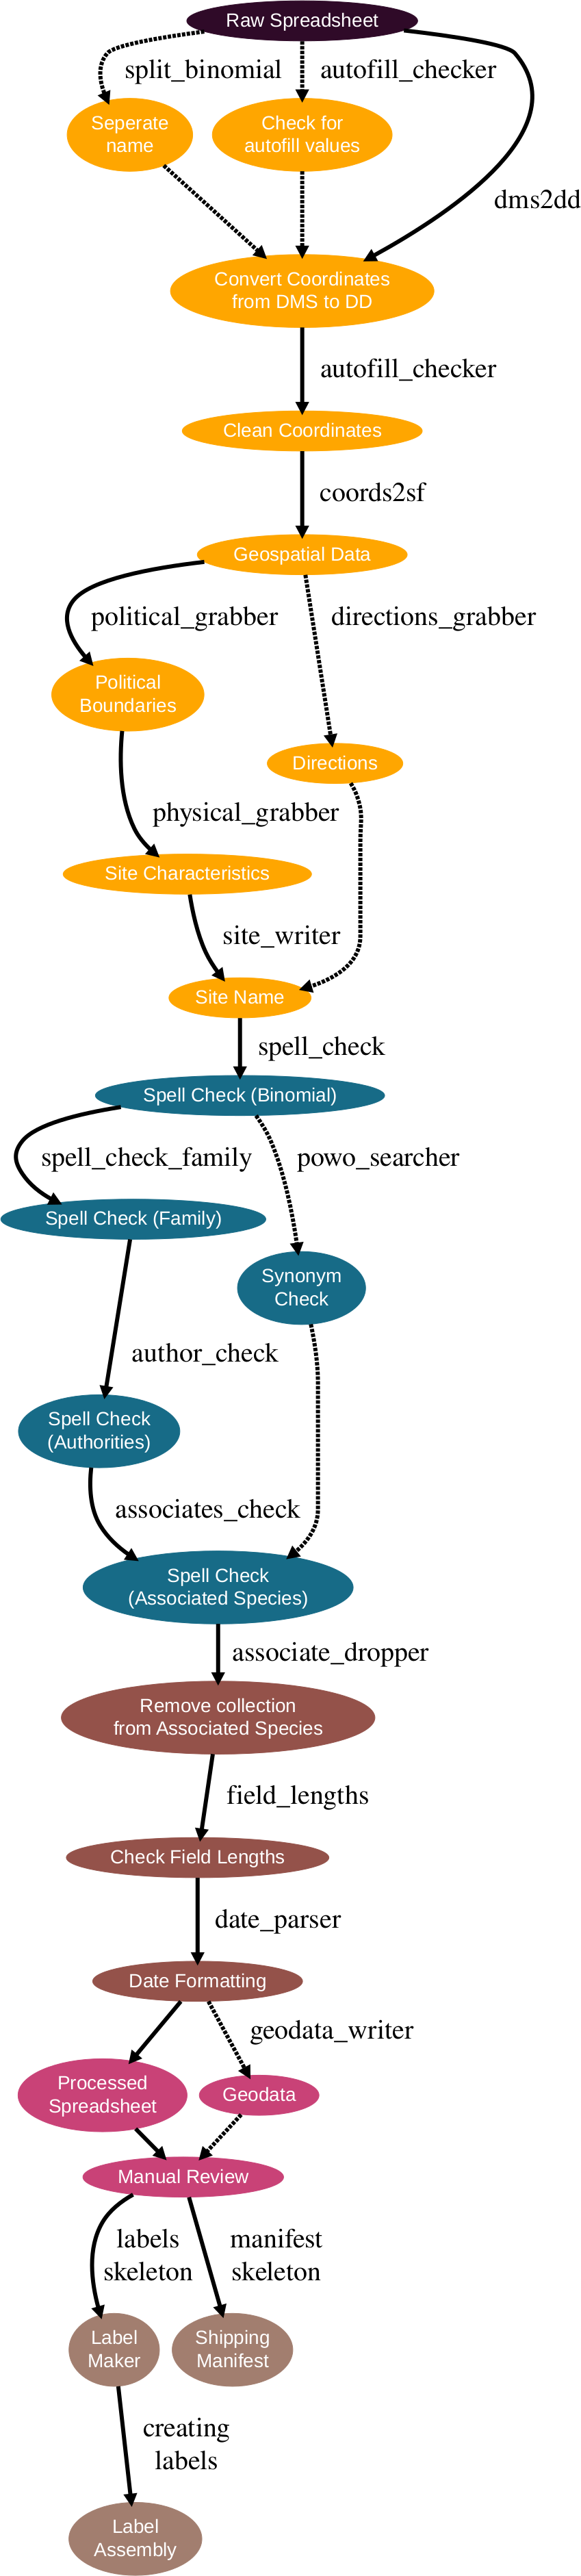 Raw Spreadsheet
split_binomial
autofill_checker
Seperate
name
Check for
autofill values
dms2dd
Convert Coordinates
from DMS to DD
autofill_checker
Clean Coordinates
coords2sf
Geospatial Data
political_grabber
directions_grabber
Political
Boundaries
Directions
physical_grabber
Site Characteristics
site_writer
Site Name
spell_check
Spell Check (Binomial)
spell_check_family
powo_searcher
Spell Check (Family)
Synonym
Check
author_check
Spell Check
(Authorities)
associates_check
Spell Check
(Associated Species)
associate_dropper
Remove collection
from Associated Species
field_lengths
Check Field Lengths
date_parser
Date Formatting
geodata_writer
Processed
Spreadsheet
Geodata
Manual Review
labels
skeleton
manifest
skeleton
Label
Maker
Shipping
Manifest
creating
labels
Label
Assembly